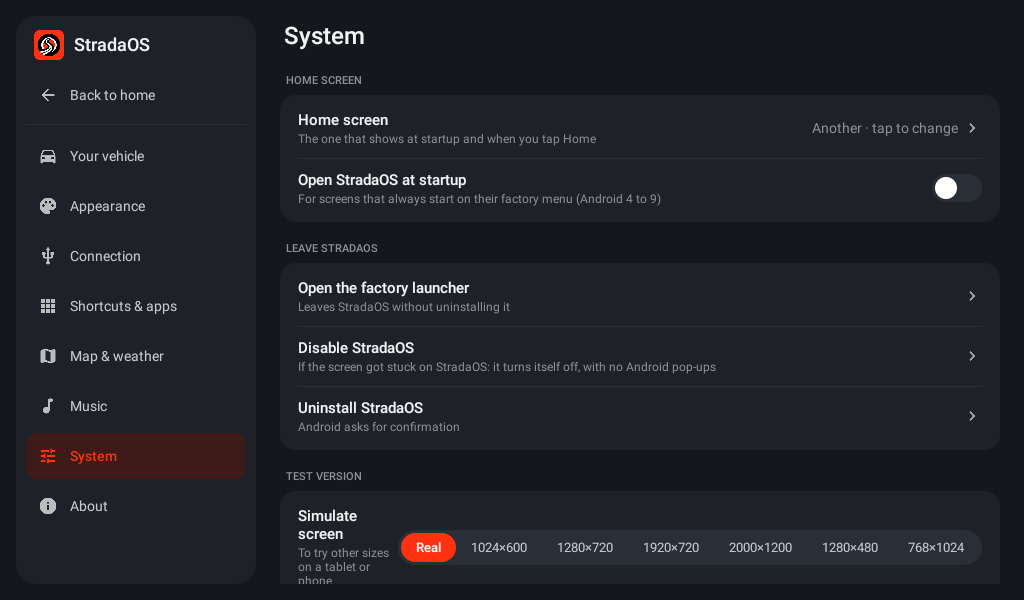 StradaOS
Back to home
Your vehicle
Appearance
Connection
Shortcuts & apps
Map & weather
Music
System
About
System
HOME SCREEN
Home screen
The one that shows at startup and when you tap Home
Another · tap to change
Open StradaOS at startup
For screens that always start on their factory menu (Android 4 to 9)
LEAVE STRADAOS
Open the factory launcher
Leaves StradaOS without uninstalling it
Disable StradaOS
If the screen got stuck on StradaOS: it turns itself off, with no Android pop-ups
Uninstall StradaOS
Android asks for confirmation
TEST VERSION
Simulate
screen
To try other sizes
on a tablet or
phone
Real
1024×600
1280×720
1920×720
2000×1200
1280×480
768×1024